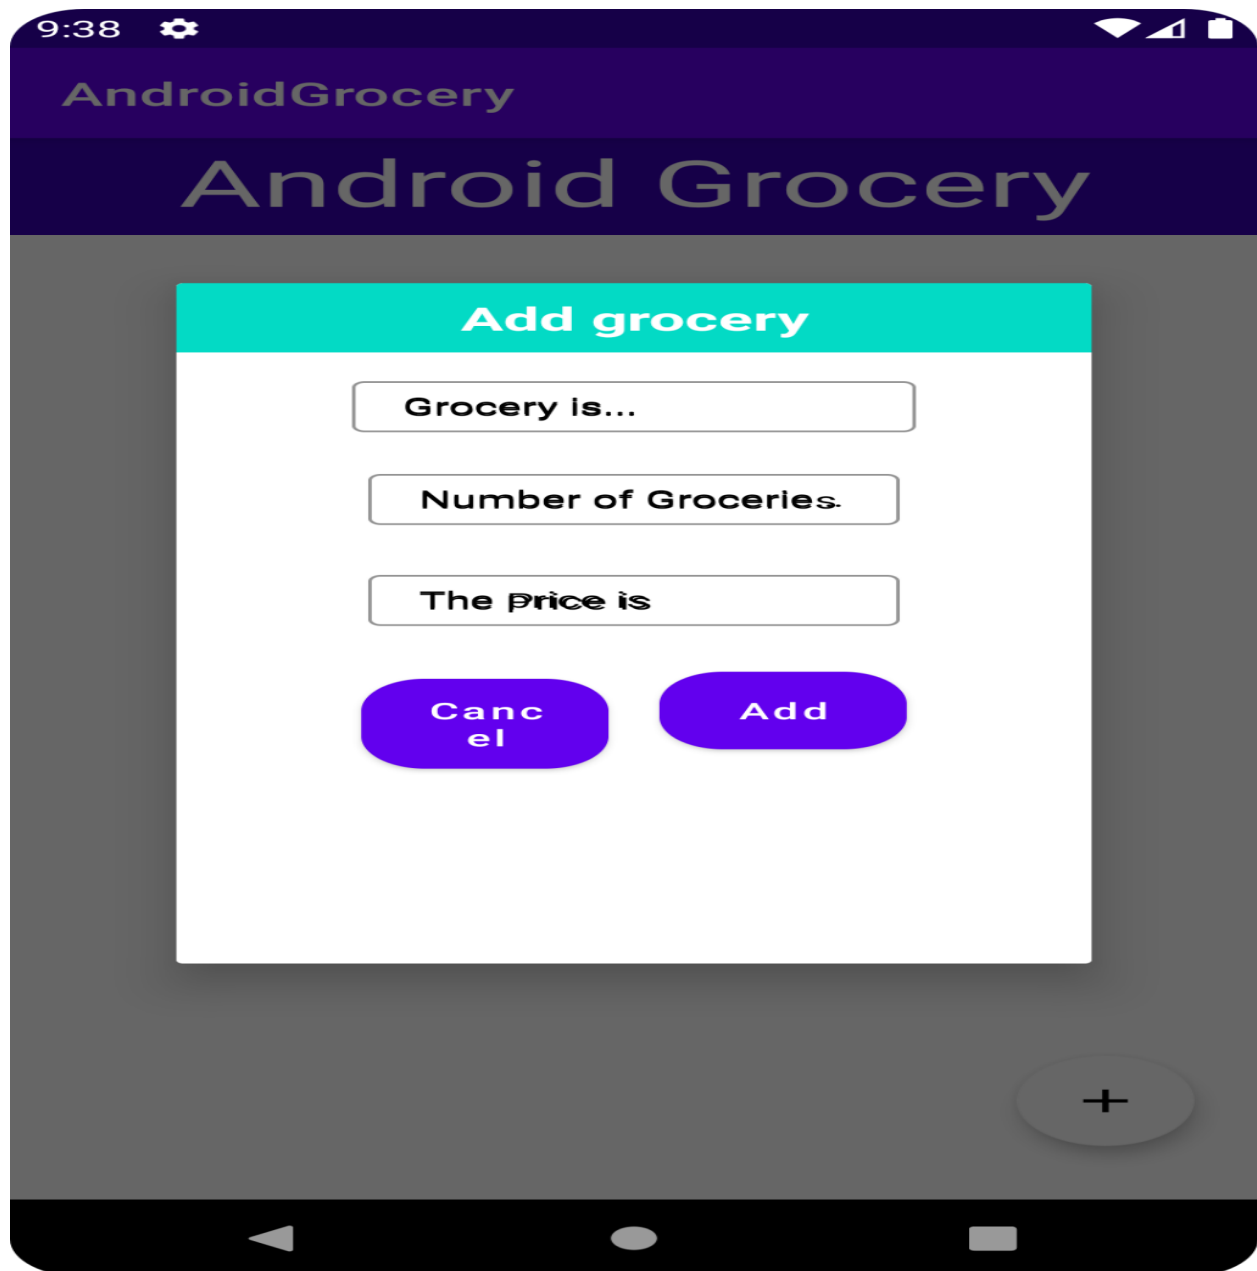 9:38
AndroidGrocery
Android Grocery
Add grocery
Grocery is...
Number of Groceries.
The Price is
Canc
el
Add
+